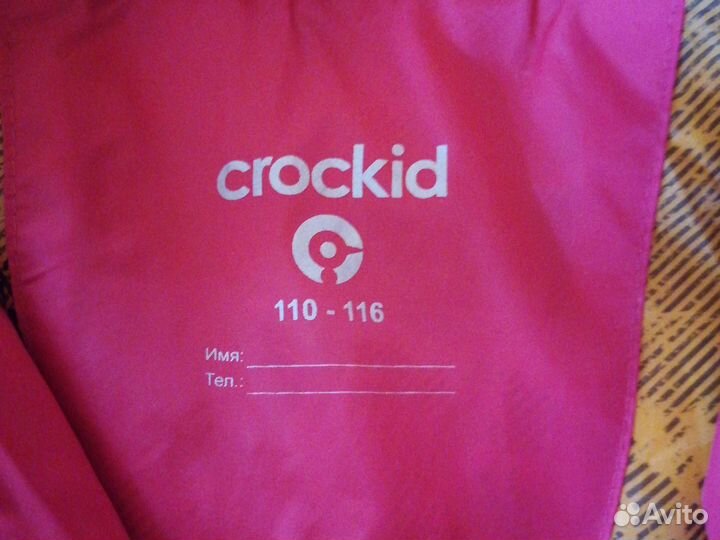 crockid
110 - 116
Имя:
Тел.:
Avito